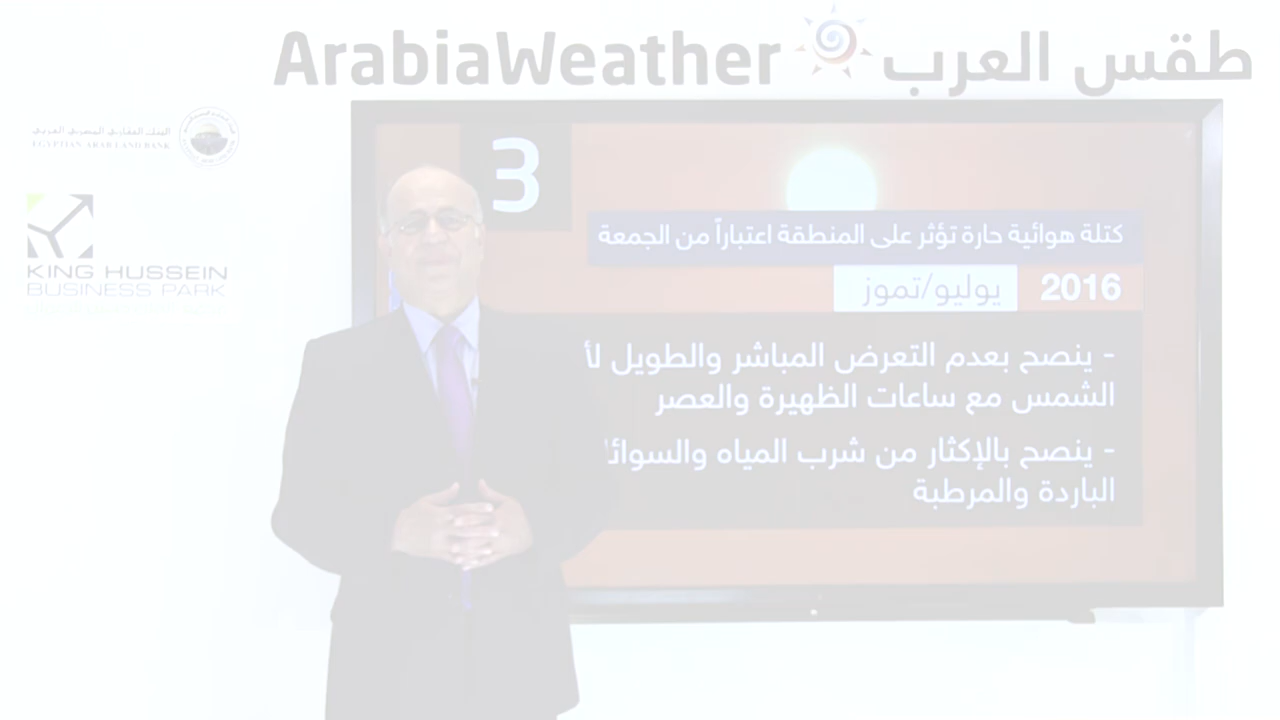 ArabiaWeather طقس العرب
البنك العقاري المصري العربي
EGYPTIAN ARAB LAND BANK
KING HUSSEIN
BUSINESS PARK
3
كتلة هوائية حارة تؤثر على المنطقة اعتباراً من الجمعة
2016 يوليو/تموز
- ينصح بعدم التعرض المباشر والطويل لأ
الشمس مع ساعات الظهيرة والعصر
- ينصح بالإكثار من شرب المياه والسوائ
الباردة والمرطبة